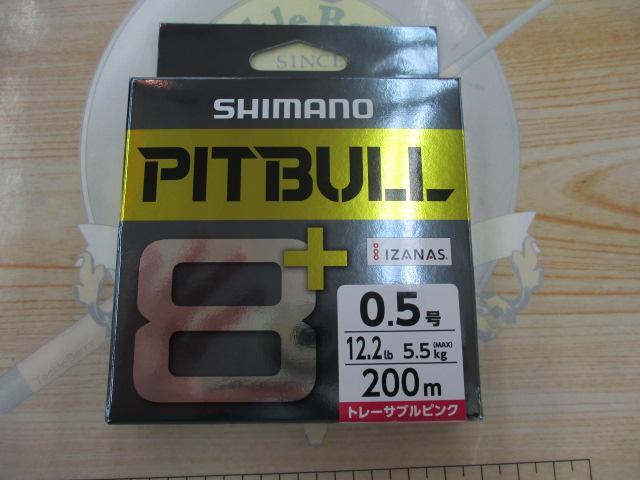 SINCE
SHIMANO
PITBULL
8+
IZANAS
0.5号
12.2lb 5.5kg (MAX)
200m
トレーサブルピンク